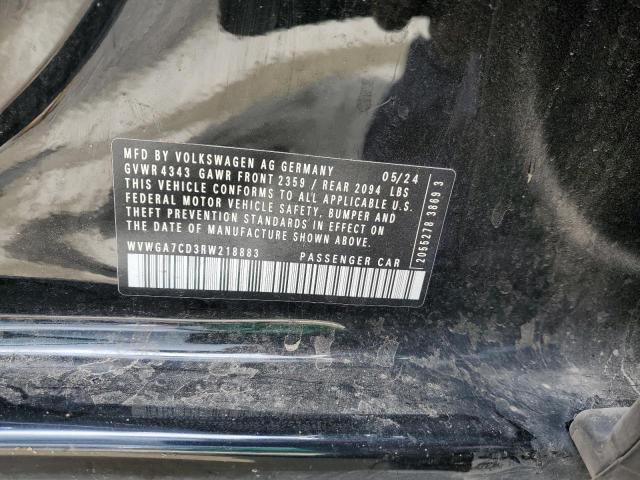 MFD BY VOLKSWAGEN AG GERMANY 05/24
GVWR 4343 GAWR FRONT 2359 / REAR 2094 LBS
THIS VEHICLE CONFORMS TO ALL APPLICABLE U.S.
FEDERAL MOTOR VEHICLE SAFETY, BUMPER AND
THEFT PREVENTION STANDARDS IN EFFECT ON
THE DATE OF MANUFACTURE SHOWN ABOVE.
WVWGA7CD3RW218883 PASSENGER CAR
2055278 3869 3